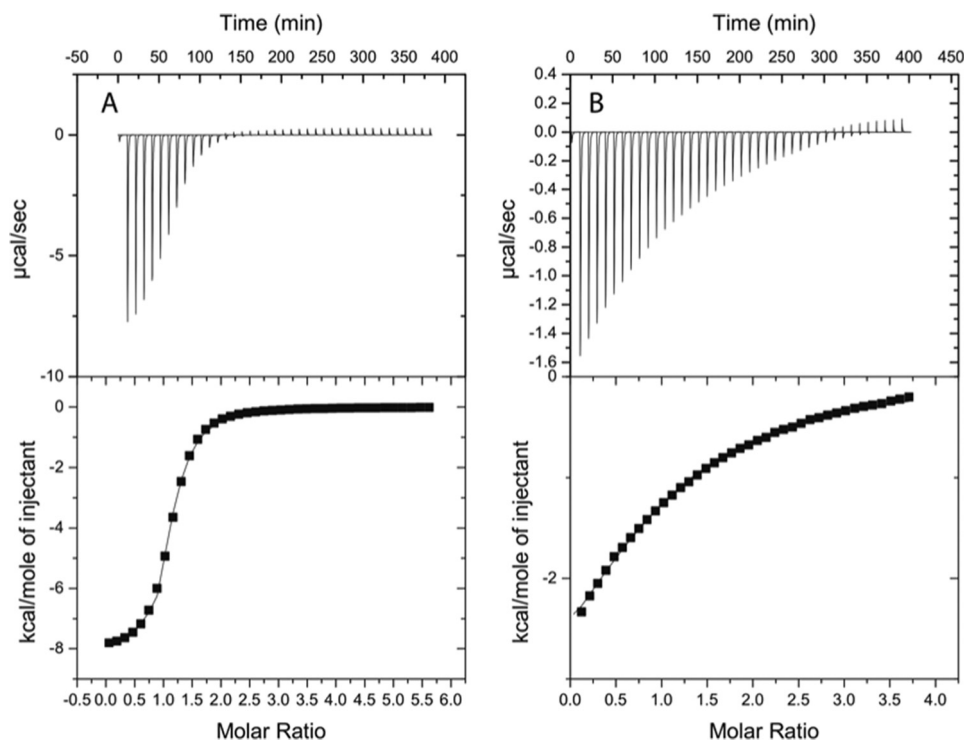 Time (min)
-50 0 50 100 150 200 250 300 350 400
A
0
-5
-10
µcal/sec
0
-2
-4
-6
-8
kcal/mole of injectant
-0.5 0.0 0.5 1.0 1.5 2.0 2.5 3.0 3.5 4.0 4.5 5.0 5.5 6.0
Molar Ratio
Time (min)
0 50 100 150 200 250 300 350 400 450
B
0.4
0.2
0.0
-0.2
-0.4
-0.6
-0.8
-1.0
-1.2
-1.4
-1.6
µcal/sec
0
-2
kcal/mole of injectant
0.0 0.5 1.0 1.5 2.0 2.5 3.0 3.5 4.0
Molar Ratio